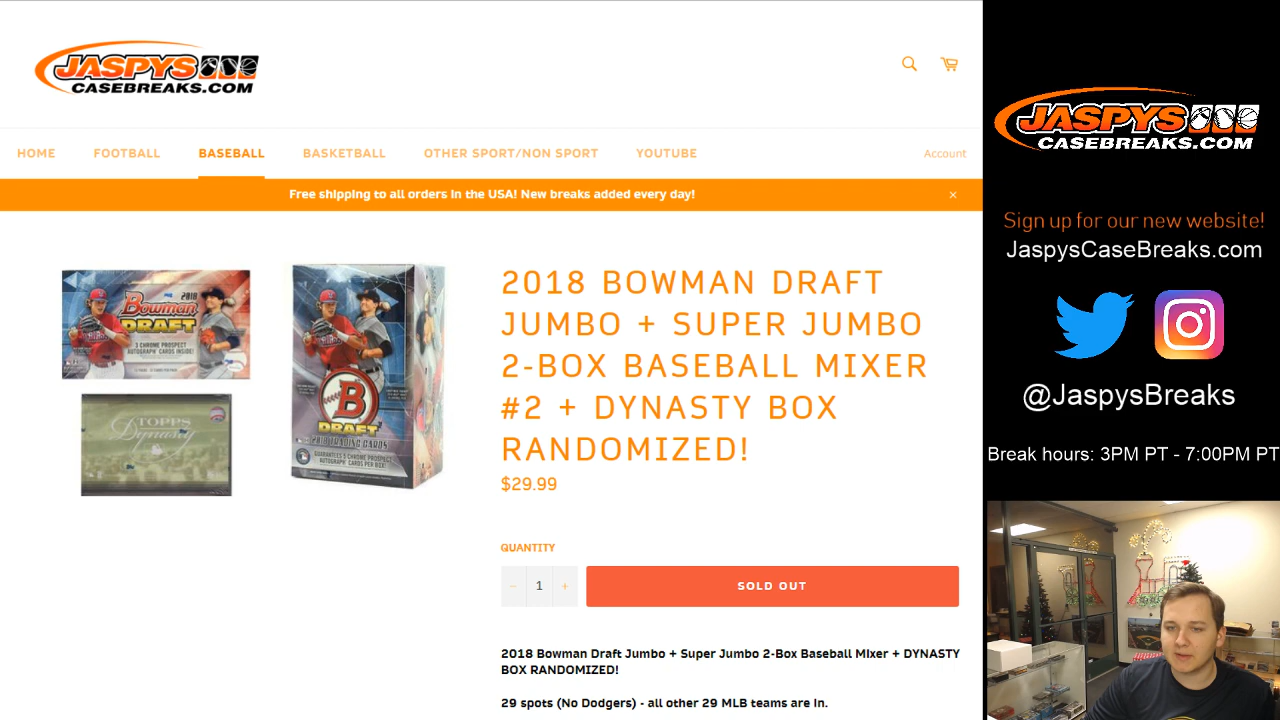 JASPYS
CASEBREAKS.COM
HOME
FOOTBALL
BASEBALL
BASKETBALL
OTHER SPORT/NON SPORT
YOUTUBE
Account
Free shipping to all orders in the USA! New breaks added every day!
×
2018
Bowman
DRAFT
3 CHROME PROSPECT
AUTOGRAPH CARDS INSIDE!
TOPPS
Dynasty
B
DRAFT
2018 TRADING CARDS
2018 BOWMAN DRAFT
JUMBO + SUPER JUMBO
2-BOX BASEBALL MIXER
#2 + DYNASTY BOX
RANDOMIZED!
$29.99
QUANTITY
− 1 +
SOLD OUT
2018 Bowman Draft Jumbo + Super Jumbo 2-Box Baseball Mixer + DYNASTY
BOX RANDOMIZED!
29 spots (No Dodgers) - all other 29 MLB teams are in.
JASPYS
CASEBREAKS.COM
Sign up for our new website!
JaspysCaseBreaks.com
@JaspysBreaks
Break hours: 3PM PT - 7:00PM PT